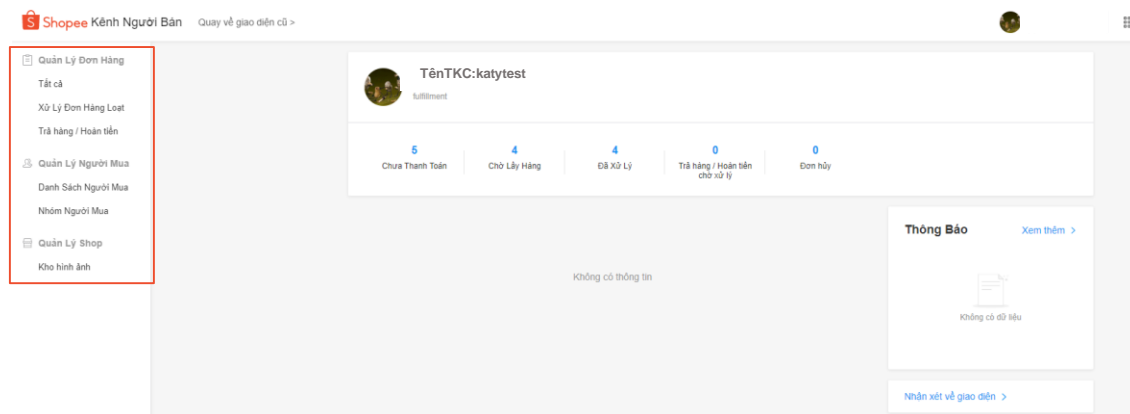 Shopee Kênh Người Bán Quay về giao diện cũ >
Quản Lý Đơn Hàng
Tất cả
Xử Lý Đơn Hàng Loạt
Trả hàng / Hoàn tiền
Quản Lý Người Mua
Danh Sách Người Mua
Nhóm Người Mua
Quản Lý Shop
Kho hình ảnh
TênTKC:katytest
fulfillment
5
Chưa Thanh Toán
4
Chờ Lấy Hàng
4
Đã Xử Lý
0
Trả hàng / Hoàn tiền
chờ xử lý
0
Đơn hủy
Không có thông tin
Thông Báo
Xem thêm >
Không có dữ liệu
Nhận xét về giao diện >